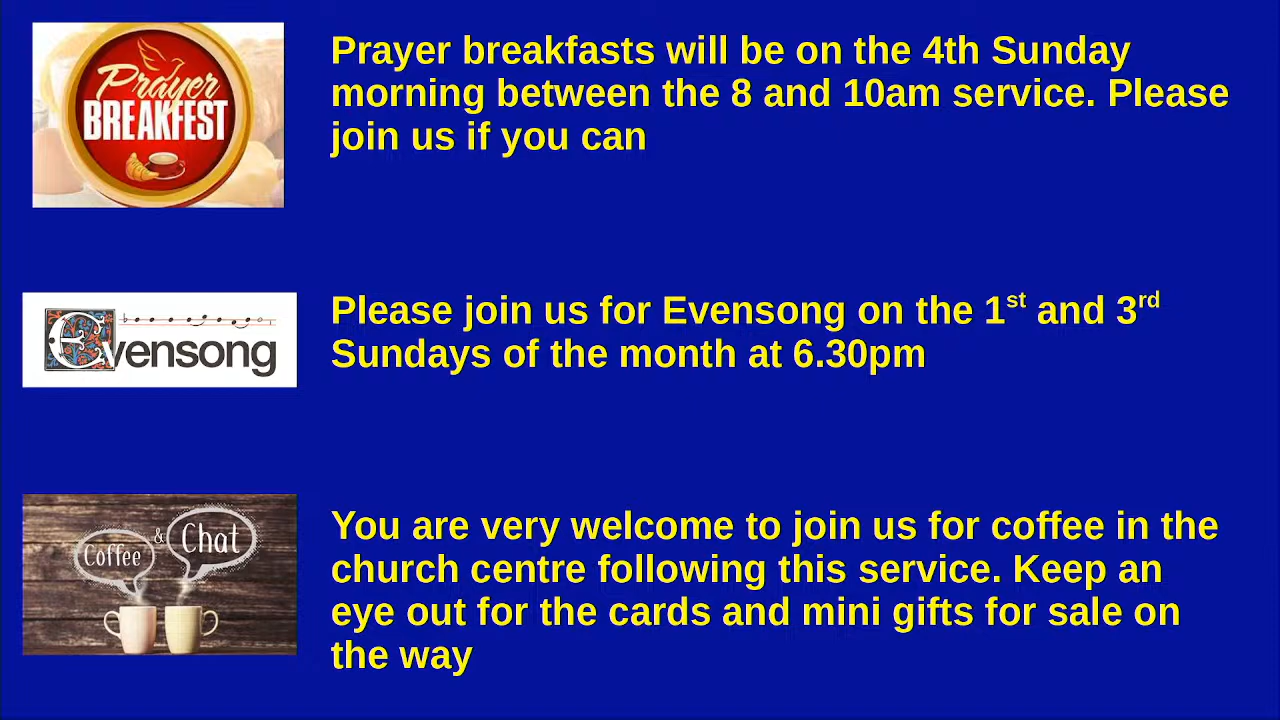 Prayer
BREAKFEST
Prayer breakfasts will be on the 4th Sunday
morning between the 8 and 10am service. Please
join us if you can
Evensong
Please join us for Evensong on the 1st and 3rd
Sundays of the month at 6.30pm
Coffee & Chat
You are very welcome to join us for coffee in the
church centre following this service. Keep an
eye out for the cards and mini gifts for sale on
the way